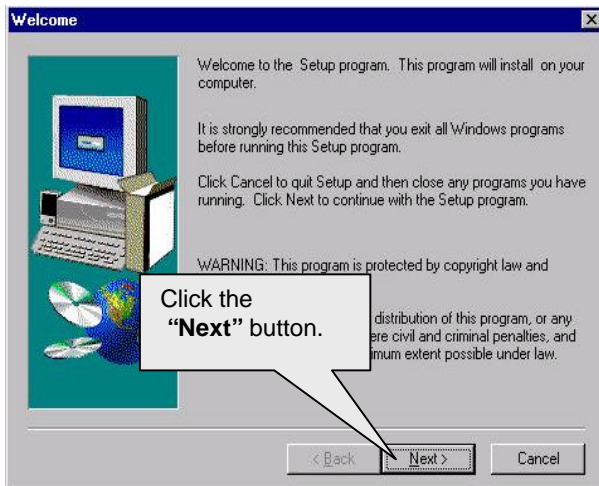 Welcome
Welcome to the Setup program. This program will install on your
computer.
It is strongly recommended that you exit all Windows programs
before running this Setup program.
Click Cancel to quit Setup and then close any programs you have
running. Click Next to continue with the Setup program.
WARNING: This program is protected by copyright law and
Click the
“Next” button.
distribution of this program, or any
civil and criminal penalties, and
extent possible under law.
< Back
Next >
Cancel